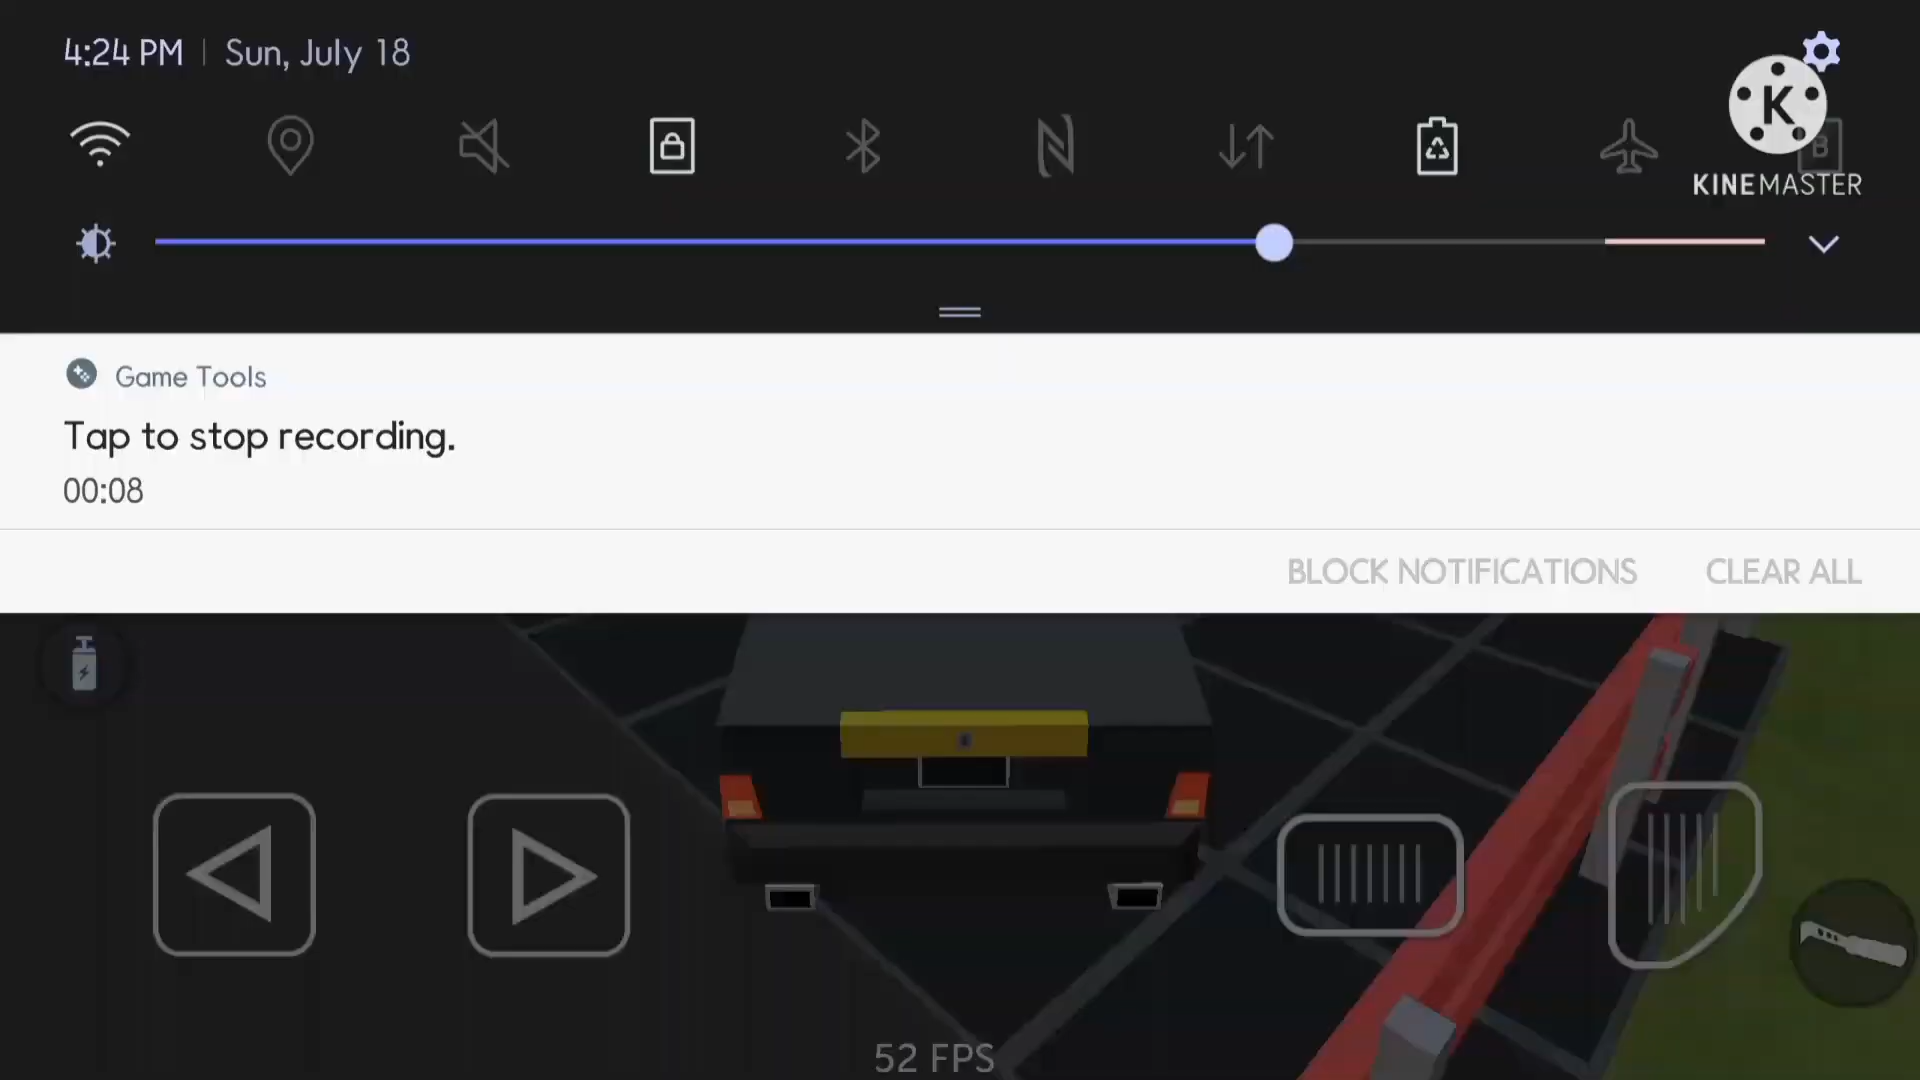 4:24 PM | Sun, July 18
K
B
KINEMASTER
Game Tools
Tap to stop recording.
00:08
BLOCK NOTIFICATIONS CLEAR ALL
52 FPS